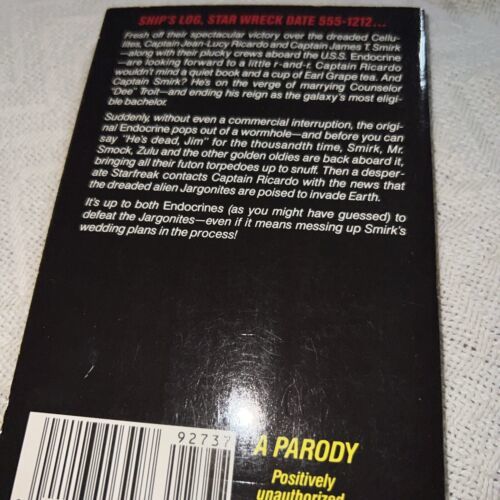 SHIP'S LOG, STAR WRECK DATE 555-1212...
Fresh off their spectacular victory over the dreaded Cellu-
lites, Captain Jean-Lucy Ricardo and Captain James T. Smirk
—along with their plucky crews aboard the U.S.S. Endocrine
—are looking forward to a little r-and-r. Captain Ricardo
wouldn't mind a quiet book and a cup of Earl Grape tea. And
Captain Smirk? He's on the verge of marrying Counselor
"Dee" Troit—and ending his reign as the galaxy's most eligi-
ble bachelor.
Suddenly, without even a commercial interruption, the origi-
nal Endocrine pops out of a wormhole—and before you can
say "He's dead, Jim" for the thousandth time, Smirk, Mr.
Smock, Zulu and the other golden oldies are back aboard it,
bringing all their futon torpedoes up to snuff. Then a desper-
ate Starfreak contacts Captain Ricardo with the news that
the dreaded alien Jargonites are poised to invade Earth.
It's up to both Endocrines (as you might have guessed) to
defeat the Jargonites—even if it means messing up Smirk's
wedding plans in the process!
92737
A PARODY
Positively
unauthorized